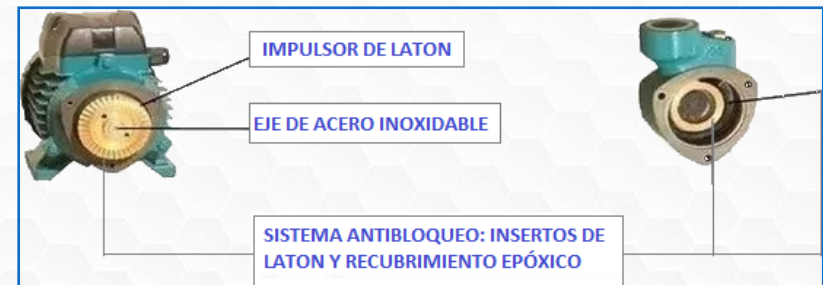 IMPULSOR DE LATON
EJE DE ACERO INOXIDABLE
SISTEMA ANTIBLOQUEO: INSERTOS DE
LATON Y RECUBRIMIENTO EPÓXICO